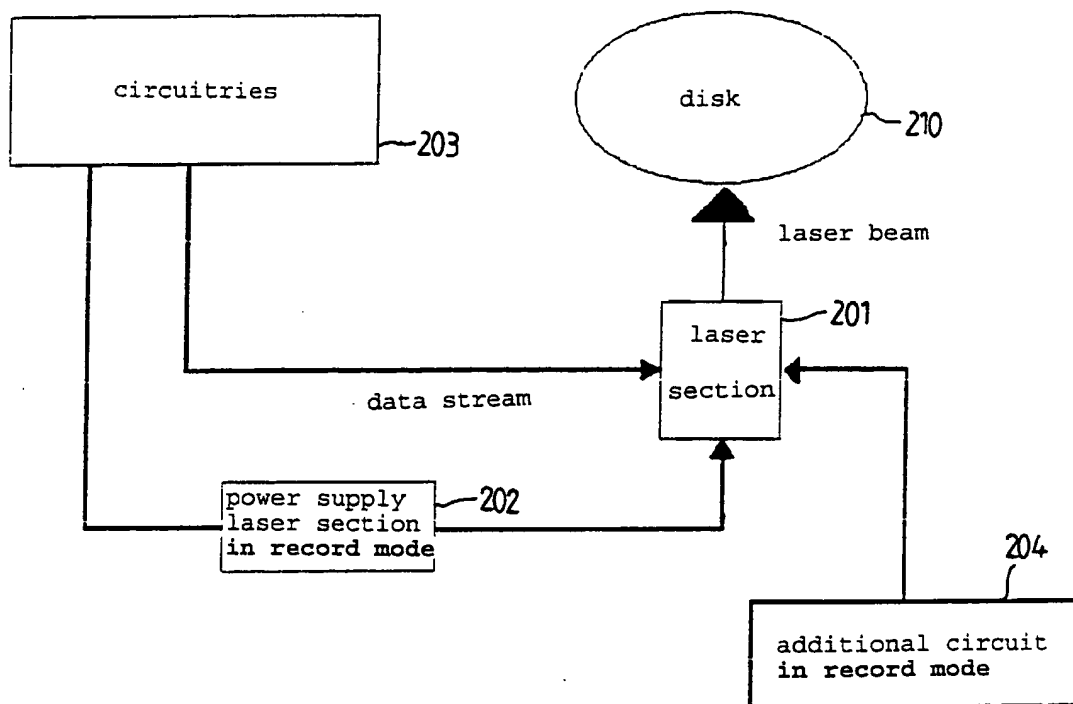 circuitries
203
disk
210
laser beam
201
laser
section
data stream
power supply
laser section
in record mode
202
204
additional circuit
in record mode